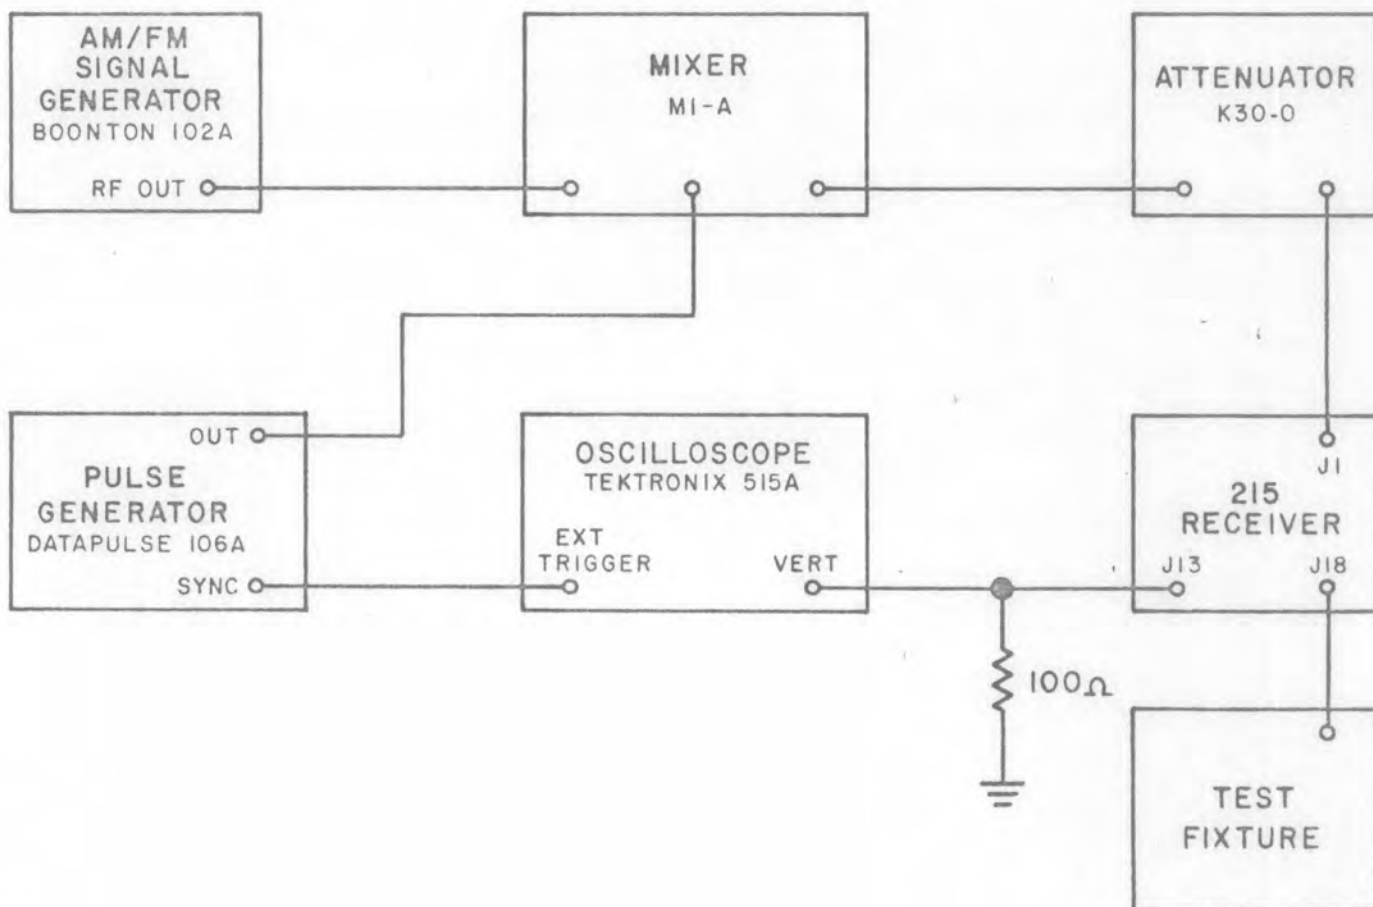 AM/FM
SIGNAL
GENERATOR
BOONTON 102A
RF OUT
MIXER
M1-A
ATTENUATOR
K30-0
OUT
PULSE
GENERATOR
DATAPULSE 106A
SYNC
OSCILLOSCOPE
TEKTRONIX 515A
EXT
TRIGGER
VERT
J1
215
RECEIVER
J13
J18
100Ω
TEST
FIXTURE